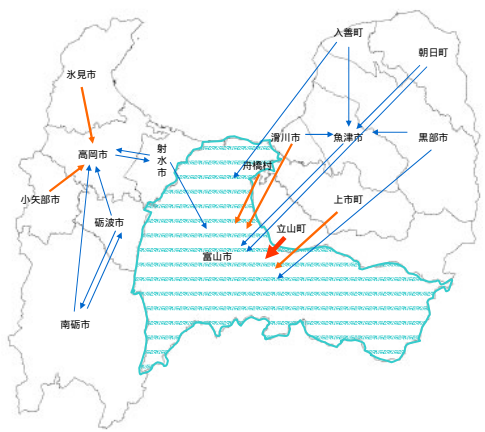 入善町
朝日町
氷見市
滑川市
魚津市
黒部市
高岡市
射
水
市
舟橋村
小矢部市
上市町
砺波市
立山町
富山市
南砺市